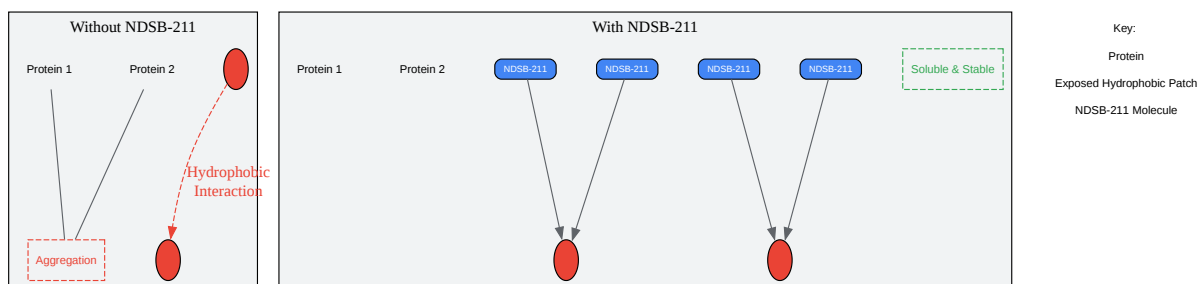 Without NDSB-211
Protein 1
Protein 2
Hydrophobic
Interaction
Aggregation
With NDSB-211
Protein 1
Protein 2
NDSB-211
NDSB-211
NDSB-211
NDSB-211
Soluble & Stable
Key:
Protein
Exposed Hydrophobic Patch
NDSB-211 Molecule